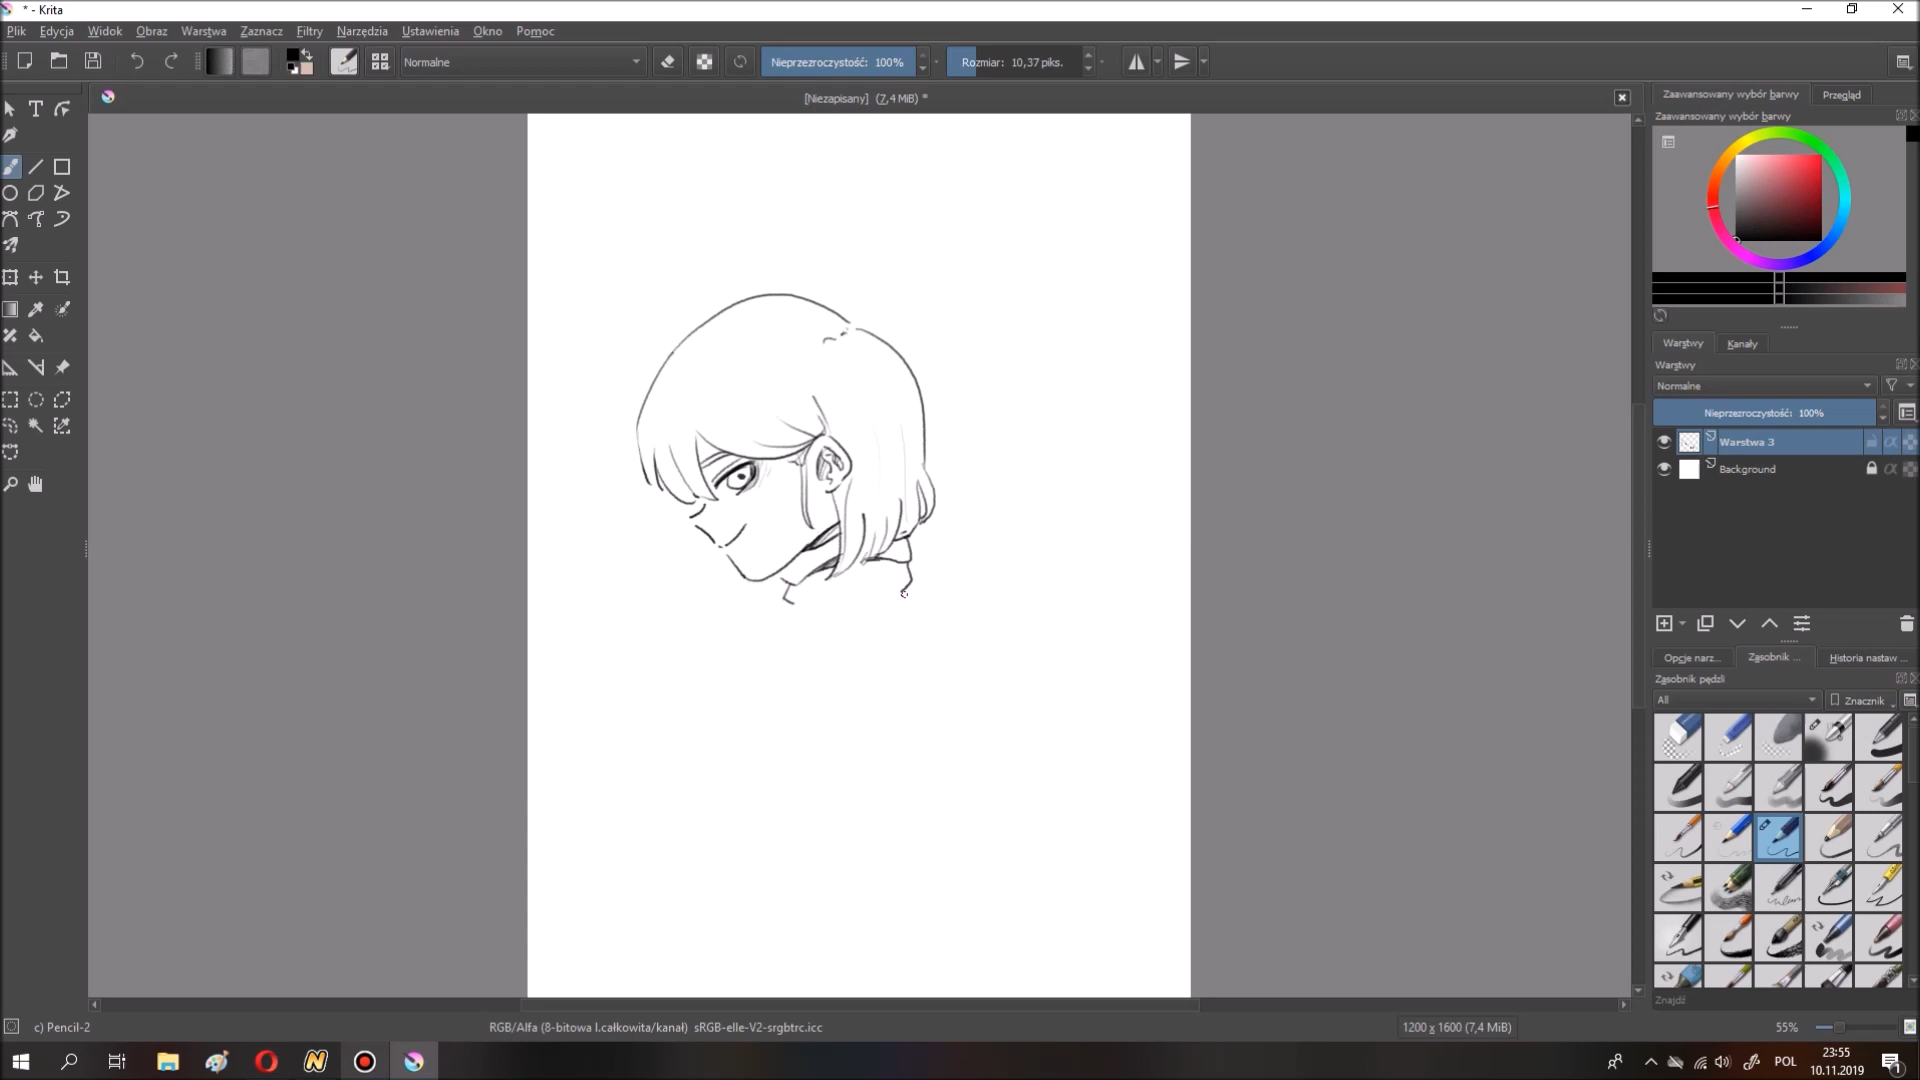 * - Krita
Plik Edycja Widok Obraz Warstwa Zaznacz Filtry Narzędzia Ustawienia Okno Pomoc
Normalne
Nieprzezroczystość: 100%
Rozmiar: 10,37 piks.
[Niezapisany] (7,4 MiB) *
Zaawansowany wybór barwy
Przegląd
Zaawansowany wybór barwy
Warstwy
Kanały
Warstwy
Normalne
Nieprzezroczystość: 100%
Warstwa 3
Background
Opcje narz...
Zasobnik ...
Historia nastaw ...
Zasobnik pędzli
All
Znacznik
Znajdź
c) Pencil-2
RGB/Alfa (8-bitowa l.całkowita/kanał) sRGB-elle-V2-srgbtrc.icc
1200 x 1600 (7,4 MiB)
55%
POL
23:55
10.11.2019
1